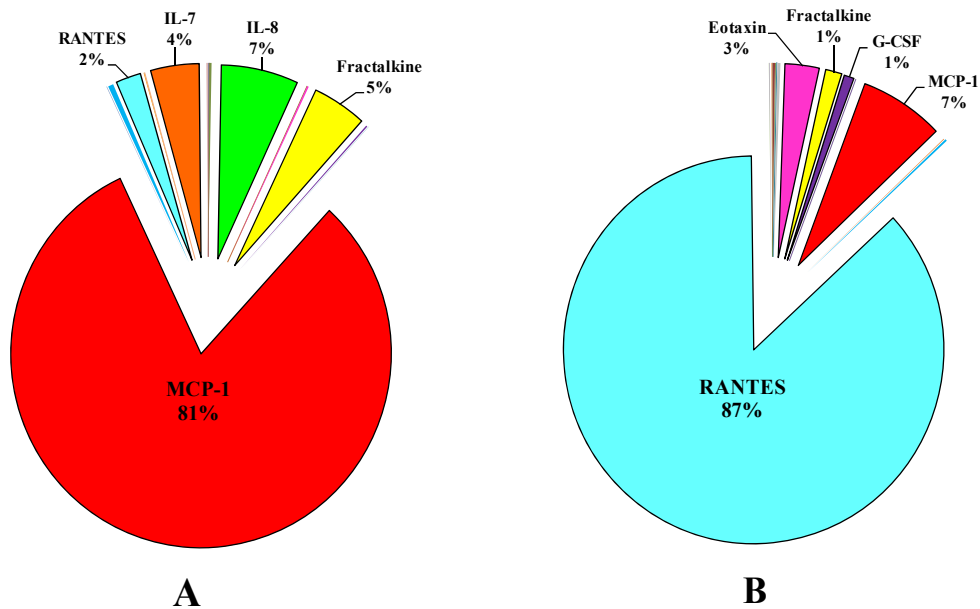 RANTES
2%
IL-7
4%
IL-8
7%
Fractalkine
5%
MCP-1
81%
A
Eotaxin
3%
Fractalkine
1%
G-CSF
1%
MCP-1
7%
RANTES
87%
B